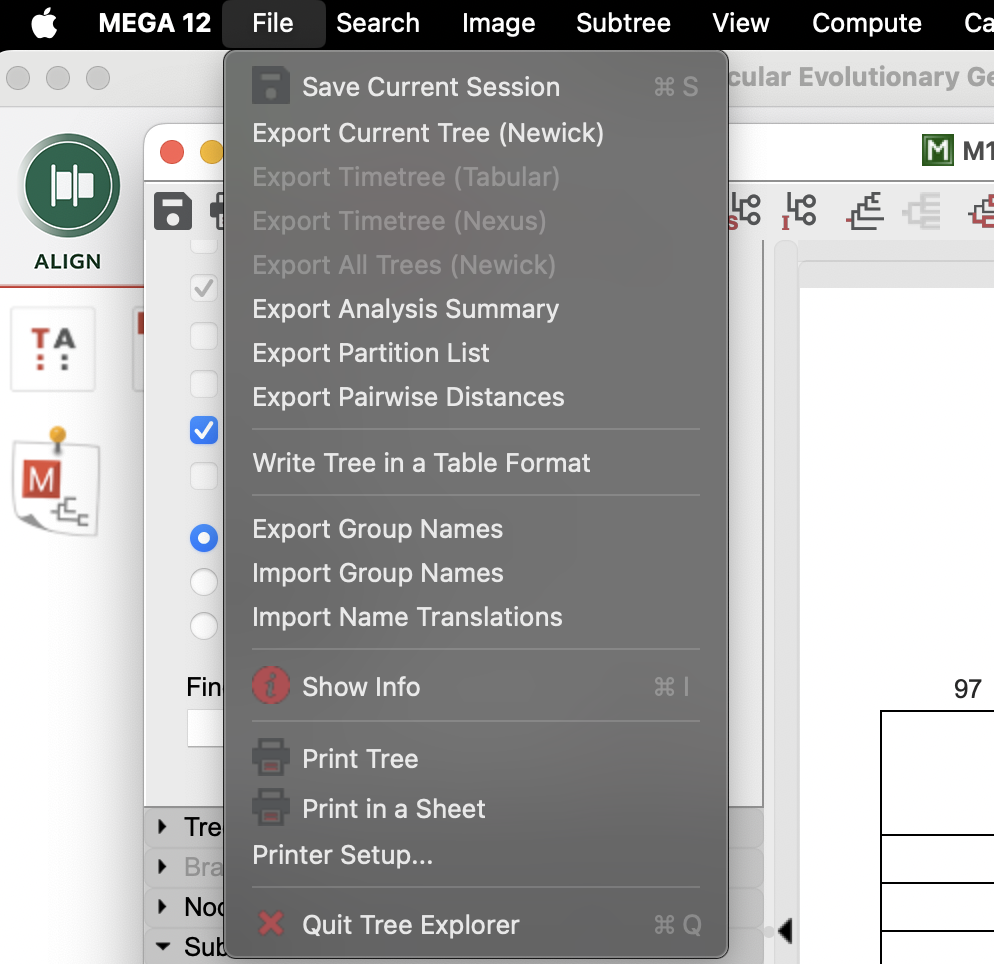 MEGA 12 File Search Image Subtree View Compute Ca
cular Evolutionary Ge
Save Current Session ⌘ S
Export Current Tree (Newick)
M1
Export Timetree (Tabular)
Export Timetree (Nexus)
S I
ALIGN
Export All Trees (Newick)
Export Analysis Summary
TA
Export Partition List
Export Pairwise Distances
Write Tree in a Table Format
M
Export Group Names
Import Group Names
Import Name Translations
Fin
Show Info ⌘ I
97
Print Tree
Print in a Sheet
Tre
Printer Setup...
Bra
Noc
Quit Tree Explorer ⌘ Q
Sub